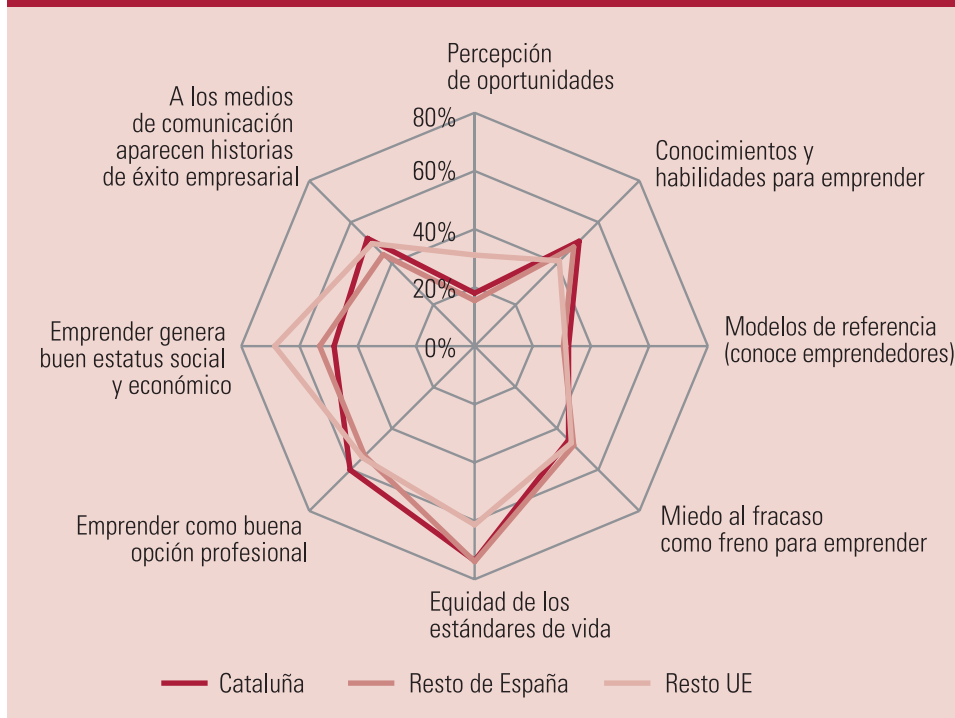 Percepción
de oportunidades
A los medios
de comunicación
aparecen historias
de éxito empresarial
80%
60%
40%
20%
0%
Conocimientos y
habilidades para emprender
Emprender genera
buen estatus social
y económico
Modelos de referencia
(conoce emprendedores)
Emprender como buena
opción profesional
Miedo al fracaso
como freno para emprender
Equidad de los
estándares de vida
Cataluña
Resto de España
Resto UE